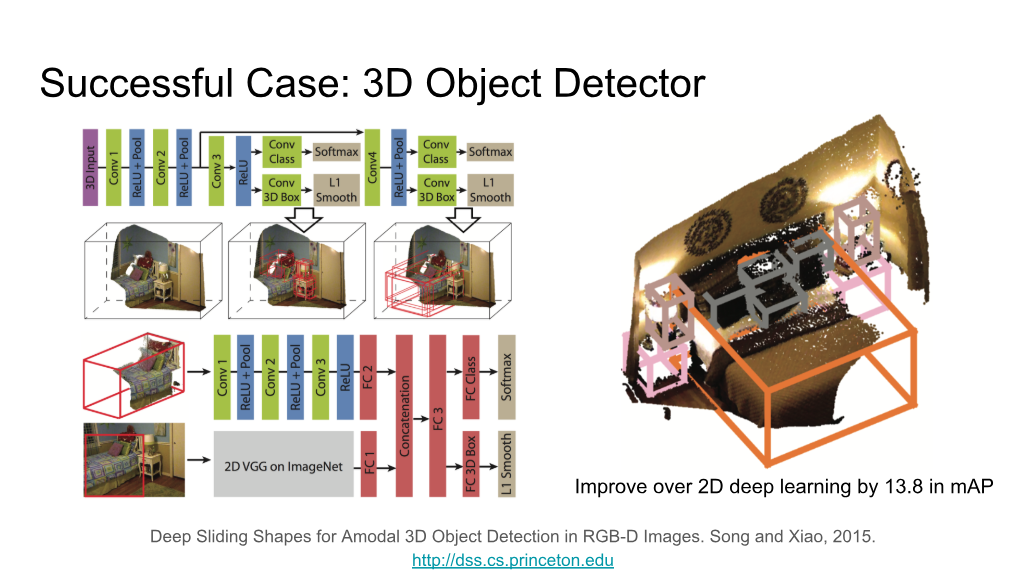 Successful Case: 3D Object Detector
3D Input
Conv 1
ReLU + Pool
Conv 2
ReLU + Pool
Conv 3
ReLU
Conv
Class
Softmax
Conv
3D Box
L1
Smooth
Conv4
ReLU + Pool
Conv
Class
Softmax
Conv
3D Box
L1
Smooth
Conv 1
ReLU + Pool
Conv 2
ReLU + Pool
Conv 3
ReLU
FC 2
2D VGG on ImageNet
FC 1
Concatenation
FC 3
FC Class
Softmax
FC 3D Box
L1 Smooth
Improve over 2D deep learning by 13.8 in mAP
Deep Sliding Shapes for Amodal 3D Object Detection in RGB-D Images. Song and Xiao, 2015.
http://dss.cs.princeton.edu